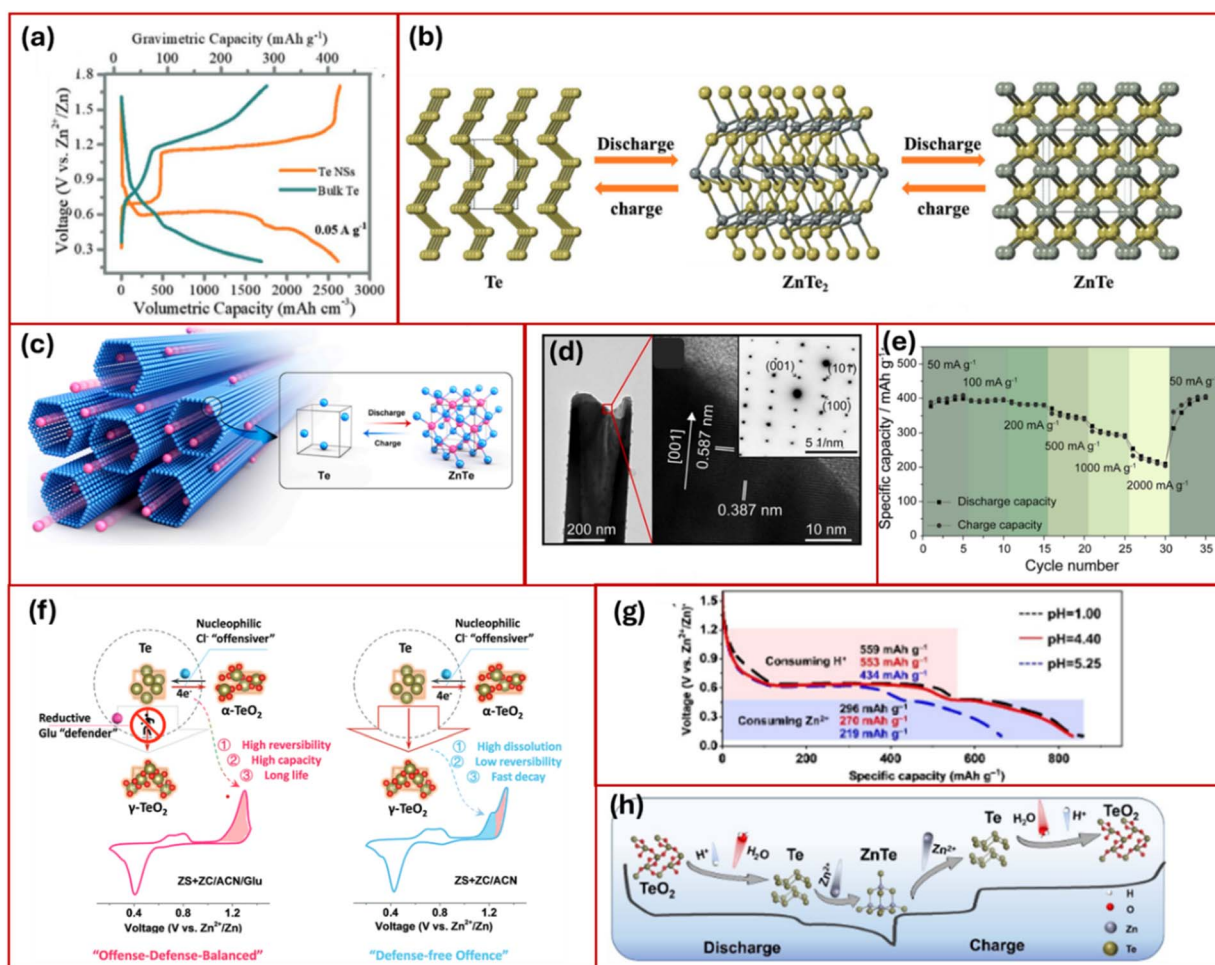 (a)
Gravimetric Capacity (mAh g⁻¹)
0 100 200 300 400
Voltage (V vs. Zn²⁺/Zn)
1.8
1.5
1.2
0.9
0.6
0.3
Te NSs
Bulk Te
0.05 A g⁻¹
0 500 1000 1500 2000 2500 3000
Volumetric Capacity (mAh cm⁻³)
(b)
Discharge
charge
Discharge
charge
Te
ZnTe₂
ZnTe
(c)
Discharge
Charge
Te
ZnTe
(d)
200 nm
[001]
0.587 nm
0.387 nm
(001)
(101)
(100)
5 1/nm
10 nm
(e)
Specific capacity / mAh g⁻¹
500
400
300
200
100
0
50 mA g⁻¹
100 mA g⁻¹
200 mA g⁻¹
500 mA g⁻¹
1000 mA g⁻¹
2000 mA g⁻¹
50 mA g⁻¹
Discharge capacity
Charge capacity
0 5 10 15 20 25 30 35
Cycle number
(f)
Nucleophilic
Cl⁻ “offensiver”
Te
4e⁻
α-TeO₂
Reductive
Glu “defender”
① High reversibility
② High capacity
③ Long life
γ-TeO₂
ZS+ZC/ACN/Glu
0.4 0.8 1.2
Voltage (V vs. Zn²⁺/Zn)
“Offense-Defense-Balanced”
Nucleophilic
Cl⁻ “offensiver”
Te
4e⁻
α-TeO₂
① High dissolution
② Low reversibility
③ Fast decay
γ-TeO₂
ZS+ZC/ACN
0.4 0.8 1.2
Voltage (V vs. Zn²⁺/Zn)
“Defense-free Offence”
(g)
Voltage (V vs. Zn²⁺/Zn)
1.5
1.2
0.9
0.6
0.3
0.0
Consuming H⁺
559 mAh g⁻¹
553 mAh g⁻¹
434 mAh g⁻¹
pH=1.00
pH=4.40
pH=5.25
Consuming Zn²⁺
296 mAh g⁻¹
270 mAh g⁻¹
219 mAh g⁻¹
0 200 400 600 800
Specific capacity (mAh g⁻¹)
(h)
TeO₂
H⁺
H₂O
Te
Zn²⁺
ZnTe
Zn²⁺
Te
H₂O
H⁺
TeO₂
H
O
Zn
Te
Discharge
Charge